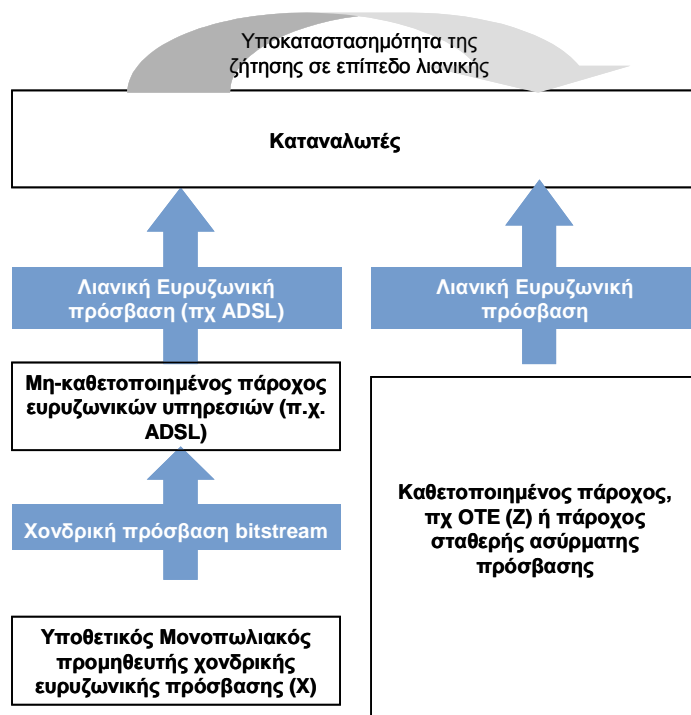 Υποκαταστασημότητα της
ζήτησης σε επίπεδο λιανικής
Καταναλωτές
Λιανική Ευρυζωνική
πρόσβαση (πχ ADSL)
Λιανική Ευρυζωνική
πρόσβαση
Μη-καθετοποιημένος πάροχος
ευρυζωνικών υπηρεσιών (π.χ.
ADSL)
Καθετοποιημένος πάροχος,
πχ ΟΤΕ (Ζ) ή πάροχος
σταθερής ασύρματης
πρόσβασης
Χονδρική πρόσβαση bitstream
Υποθετικός Μονοπωλιακός
προμηθευτής χονδρικής
ευρυζωνικής πρόσβασης (Χ)